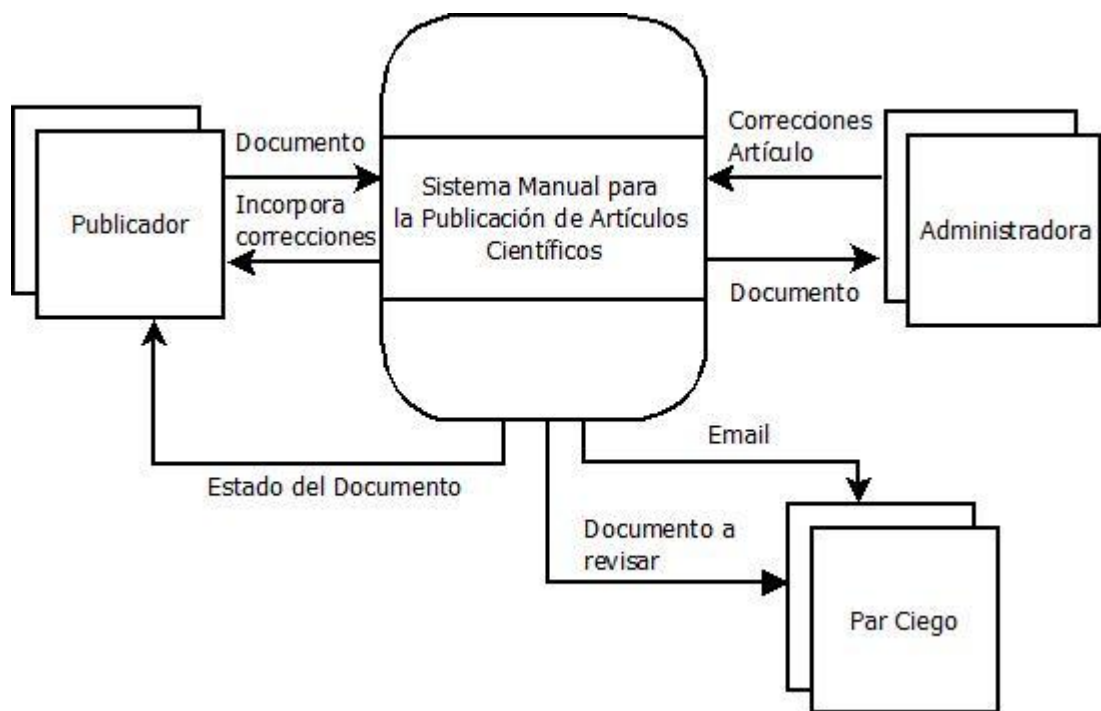 Publicador
Documento
Incorpora
correcciones
Sistema Manual para
la Publicación de Artículos
Científicos
Correcciones
Artículo
Documento
Administradora
Estado del Documento
Email
Documento a
revisar
Par Ciego